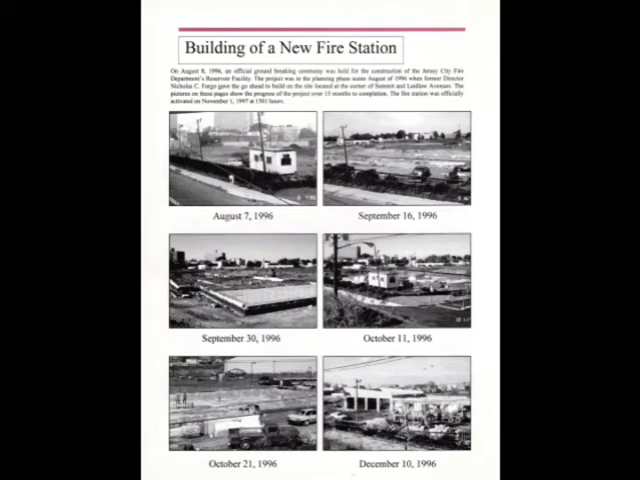 Building of a New Fire Station
On August 8, 1996, an official ground breaking ceremony was held for the construction of the Jersey City Fire
Department's Reservoir Facility. The project was in the planning phase since August of 1996 when former Director
Nicholas C. Fargo gave the go ahead to build on the site located at the corner of Summit and Laidlaw Avenues. The
pictures on these pages show the progress of the project over 15 months to completion. The fire station was officially
activated on November 1, 1997 at 1501 hours.
August 7, 1996
September 16, 1996
September 30, 1996
October 11, 1996
October 21, 1996
December 10, 1996